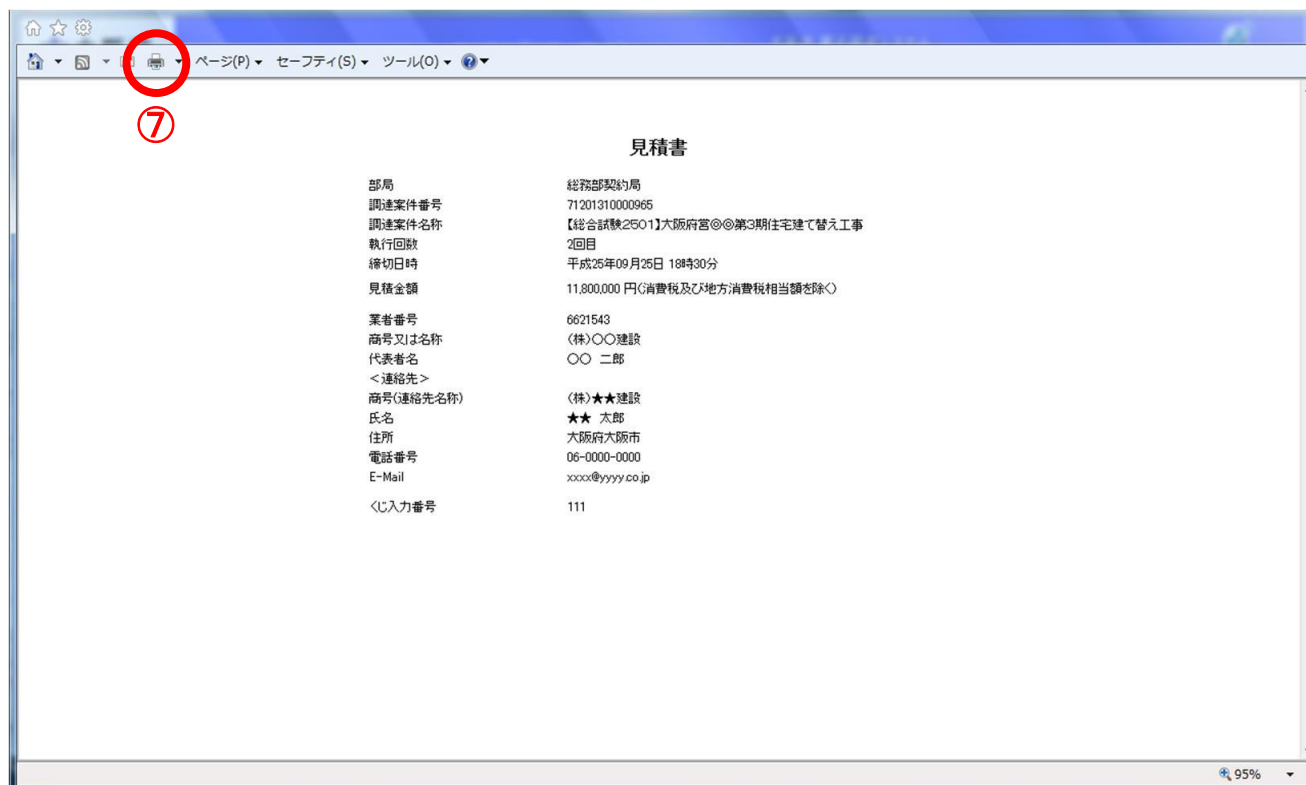 ページ(P) セーフティ(S) ツール(O)
⑦
見積書
部局 総務部契約局
調達案件番号 71201310000965
調達案件名称 【総合試験2501】大阪府営◎◎第3期住宅建て替え工事
執行回数 2回目
締切日時 平成25年09月25日 18時30分
見積金額 11,800,000 円(消費税及び地方消費税相当額を除く)
業者番号 6621543
商号又は名称 (株)○○建設
代表者名 ○○ 二郎
<連絡先>
商号(連絡先名称) (株)★★建設
氏名 ★★ 太郎
住所 大阪府大阪市
電話番号 06-0000-0000
E-Mail xxxx@yyyy.co.jp
くじ入力番号 111
95%